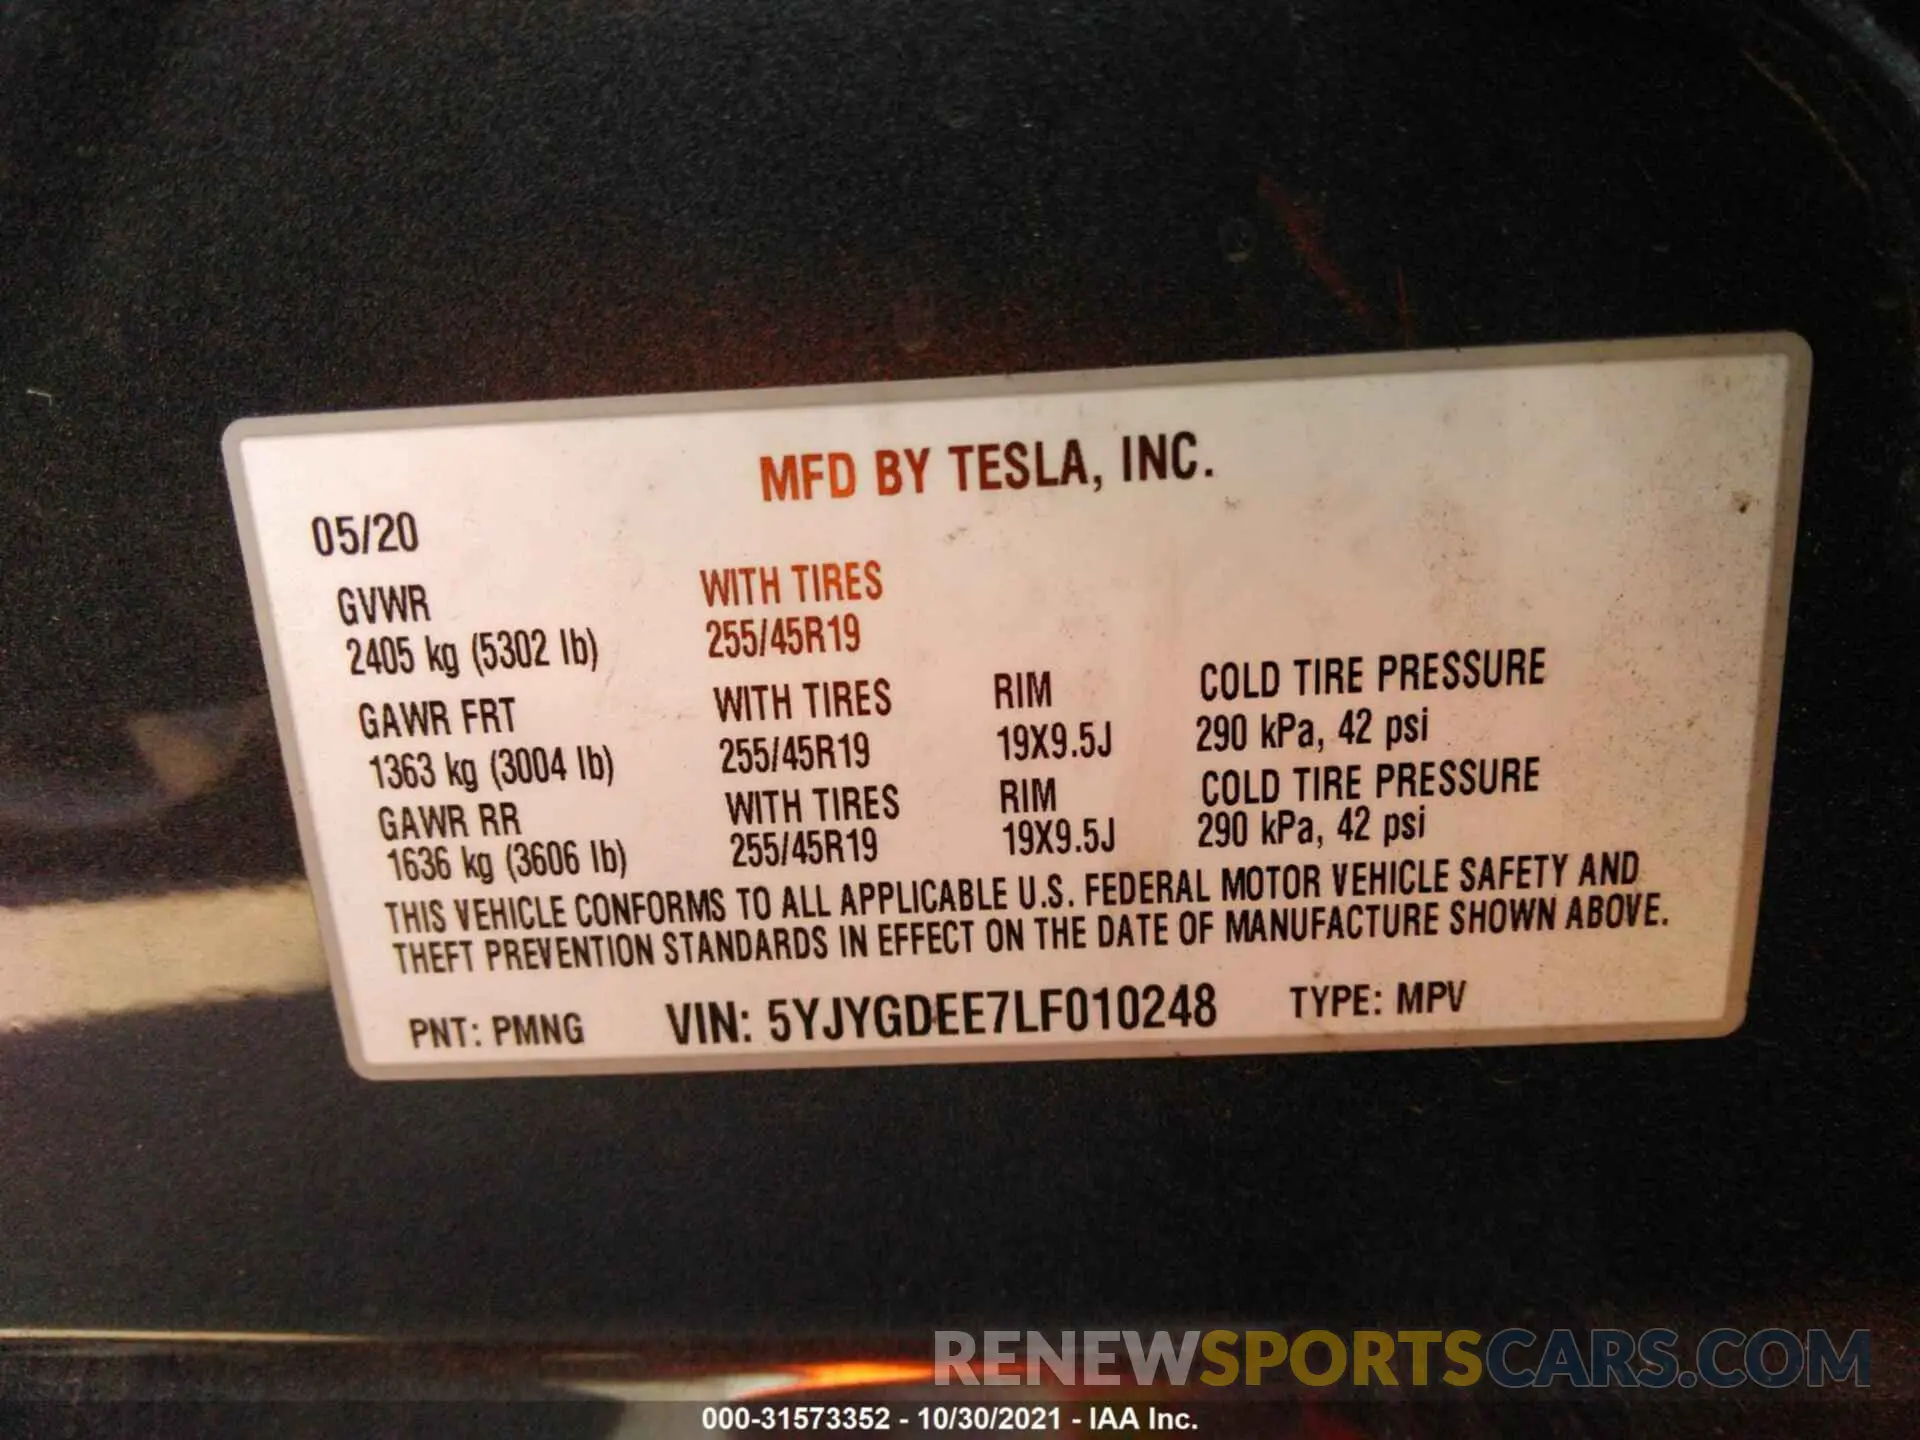 MFD BY TESLA, INC.
05/20
GVWR WITH TIRES
2405 kg (5302 lb) 255/45R19
GAWR FRT WITH TIRES RIM COLD TIRE PRESSURE
1363 kg (3004 lb) 255/45R19 19X9.5J 290 kPa, 42 psi
GAWR RR WITH TIRES RIM COLD TIRE PRESSURE
1636 kg (3606 lb) 255/45R19 19X9.5J 290 kPa, 42 psi
THIS VEHICLE CONFORMS TO ALL APPLICABLE U.S. FEDERAL MOTOR VEHICLE SAFETY AND
THEFT PREVENTION STANDARDS IN EFFECT ON THE DATE OF MANUFACTURE SHOWN ABOVE.
PNT: PMNG VIN: 5YJYGDEE7LF010248 TYPE: MPV
RENEWSPORTSCARS.COM
000-31573352 - 10/30/2021 - IAA Inc.